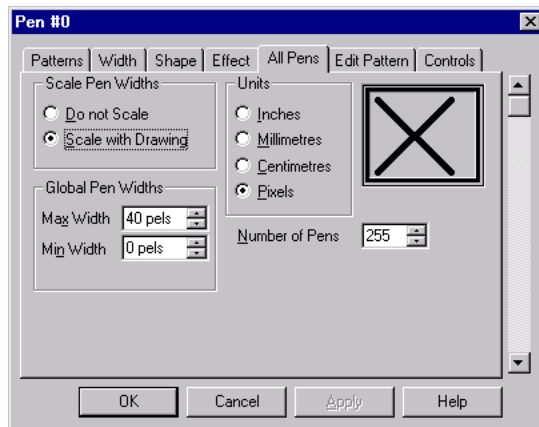 Pen #0
Patterns Width Shape Effect All Pens Edit Pattern Controls
Scale Pen Widths
Do not Scale
Scale with Drawing
Global Pen Widths
Max Width 40 pels
Min Width 0 pels
Units
Inches
Millimetres
Centimetres
Pixels
Number of Pens 255
OK Cancel Apply Help